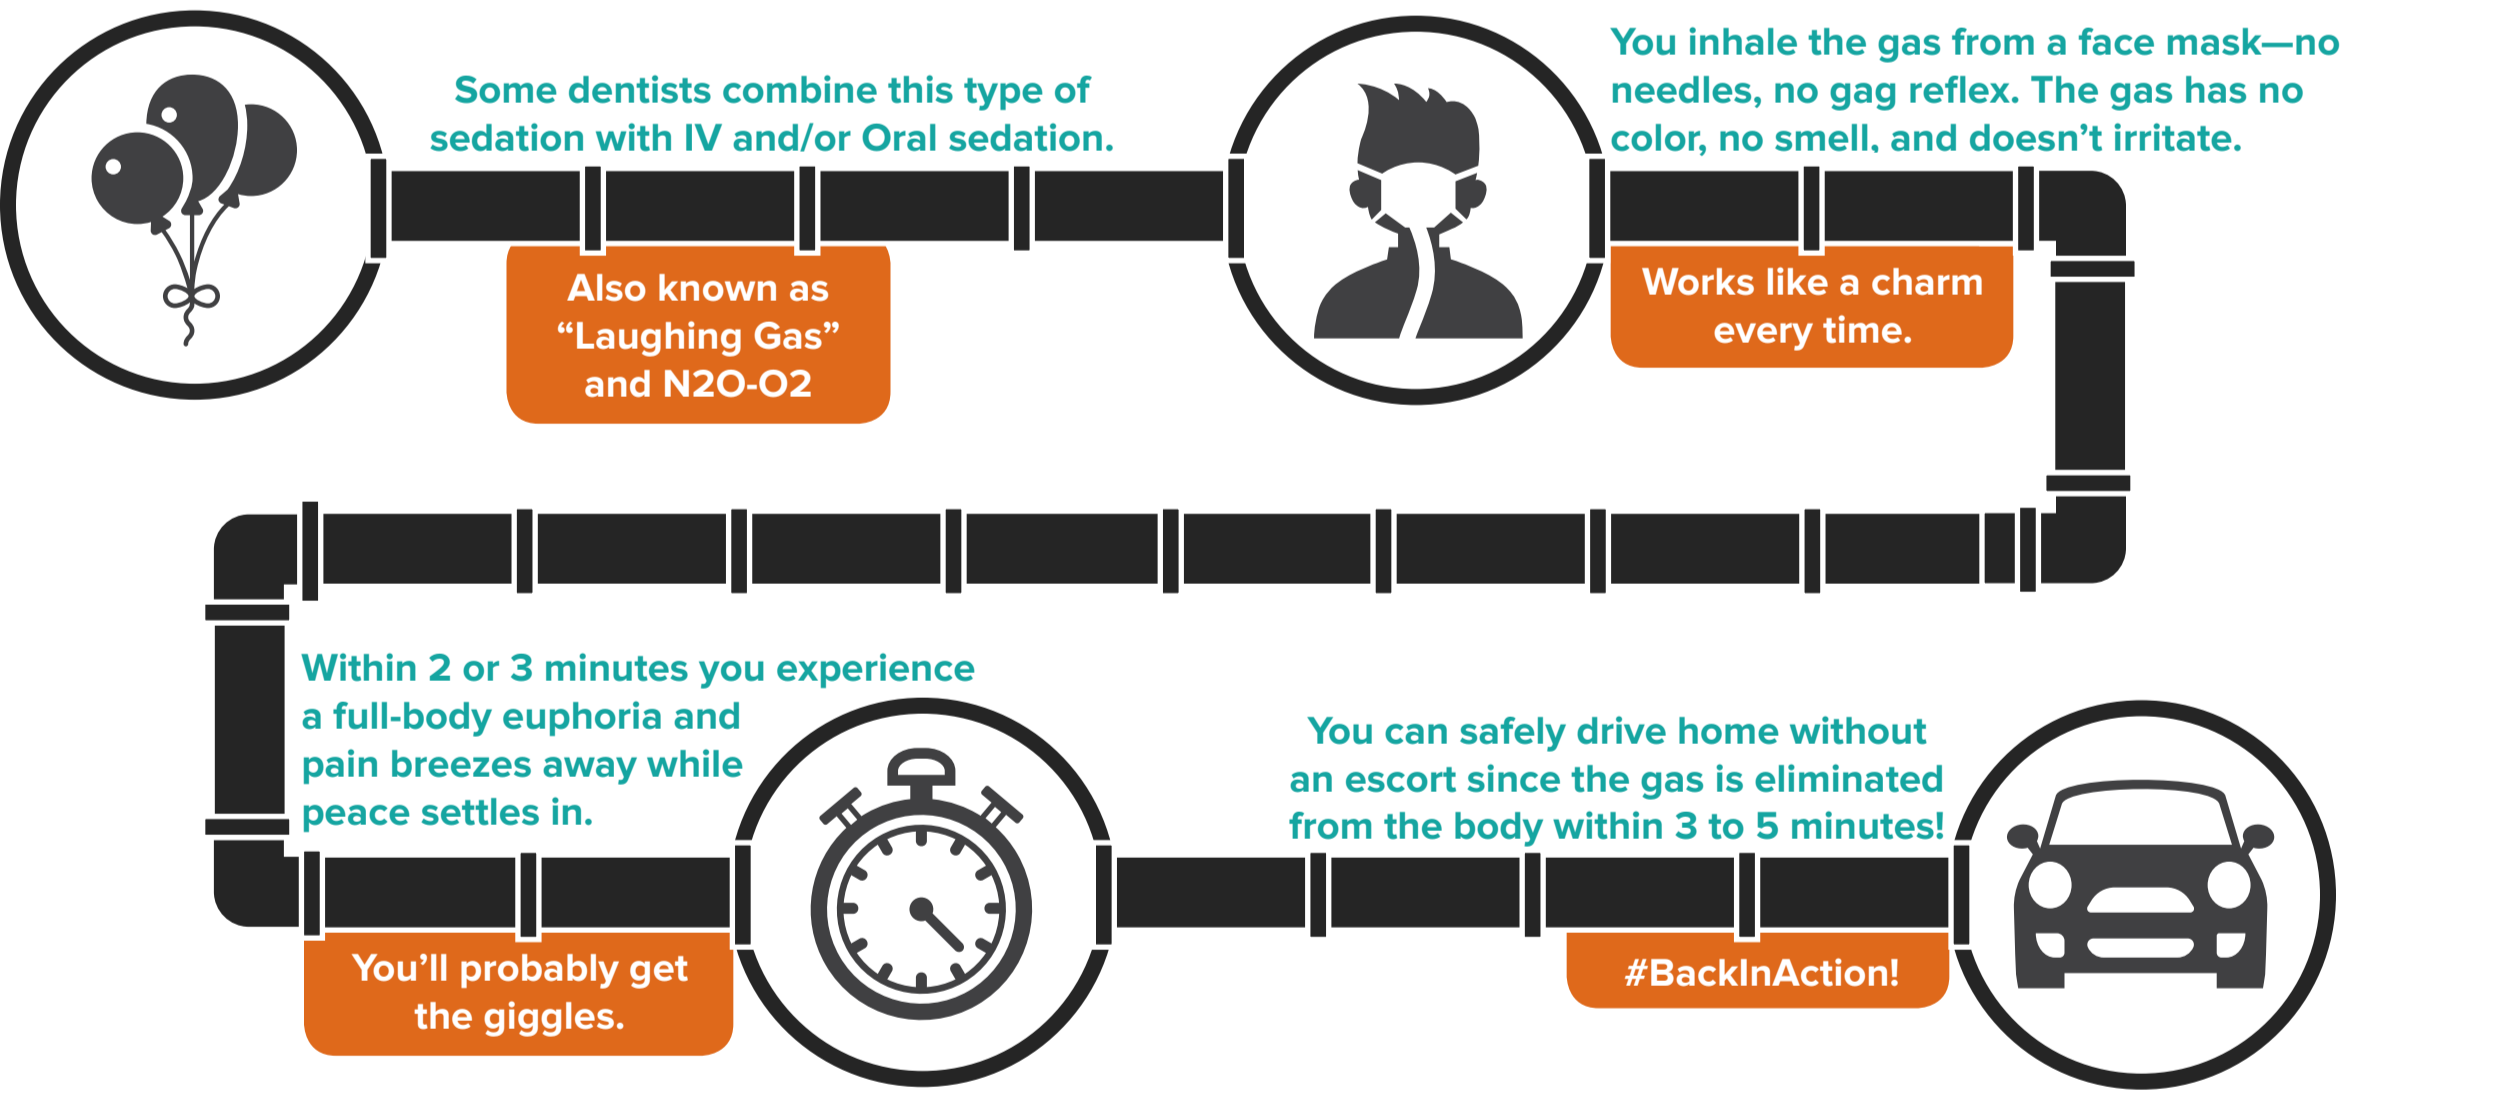 Some dentists combine this type of
sedation with IV and/or Oral sedation.
Also known as
“Laughing Gas”
and N2O-O2
You inhale the gas from a face mask—no
needles, no gag reflex. The gas has no
color, no smell, and doesn’t irritate.
Works like a charm
every time.
Within 2 or 3 minutes you experience
a full-body euphoria and
pain breezes away while
peace settles in.
You’ll probably get
the giggles.
You can safely drive home without
an escort since the gas is eliminated
from the body within 3 to 5 minutes!
#BackInAction!